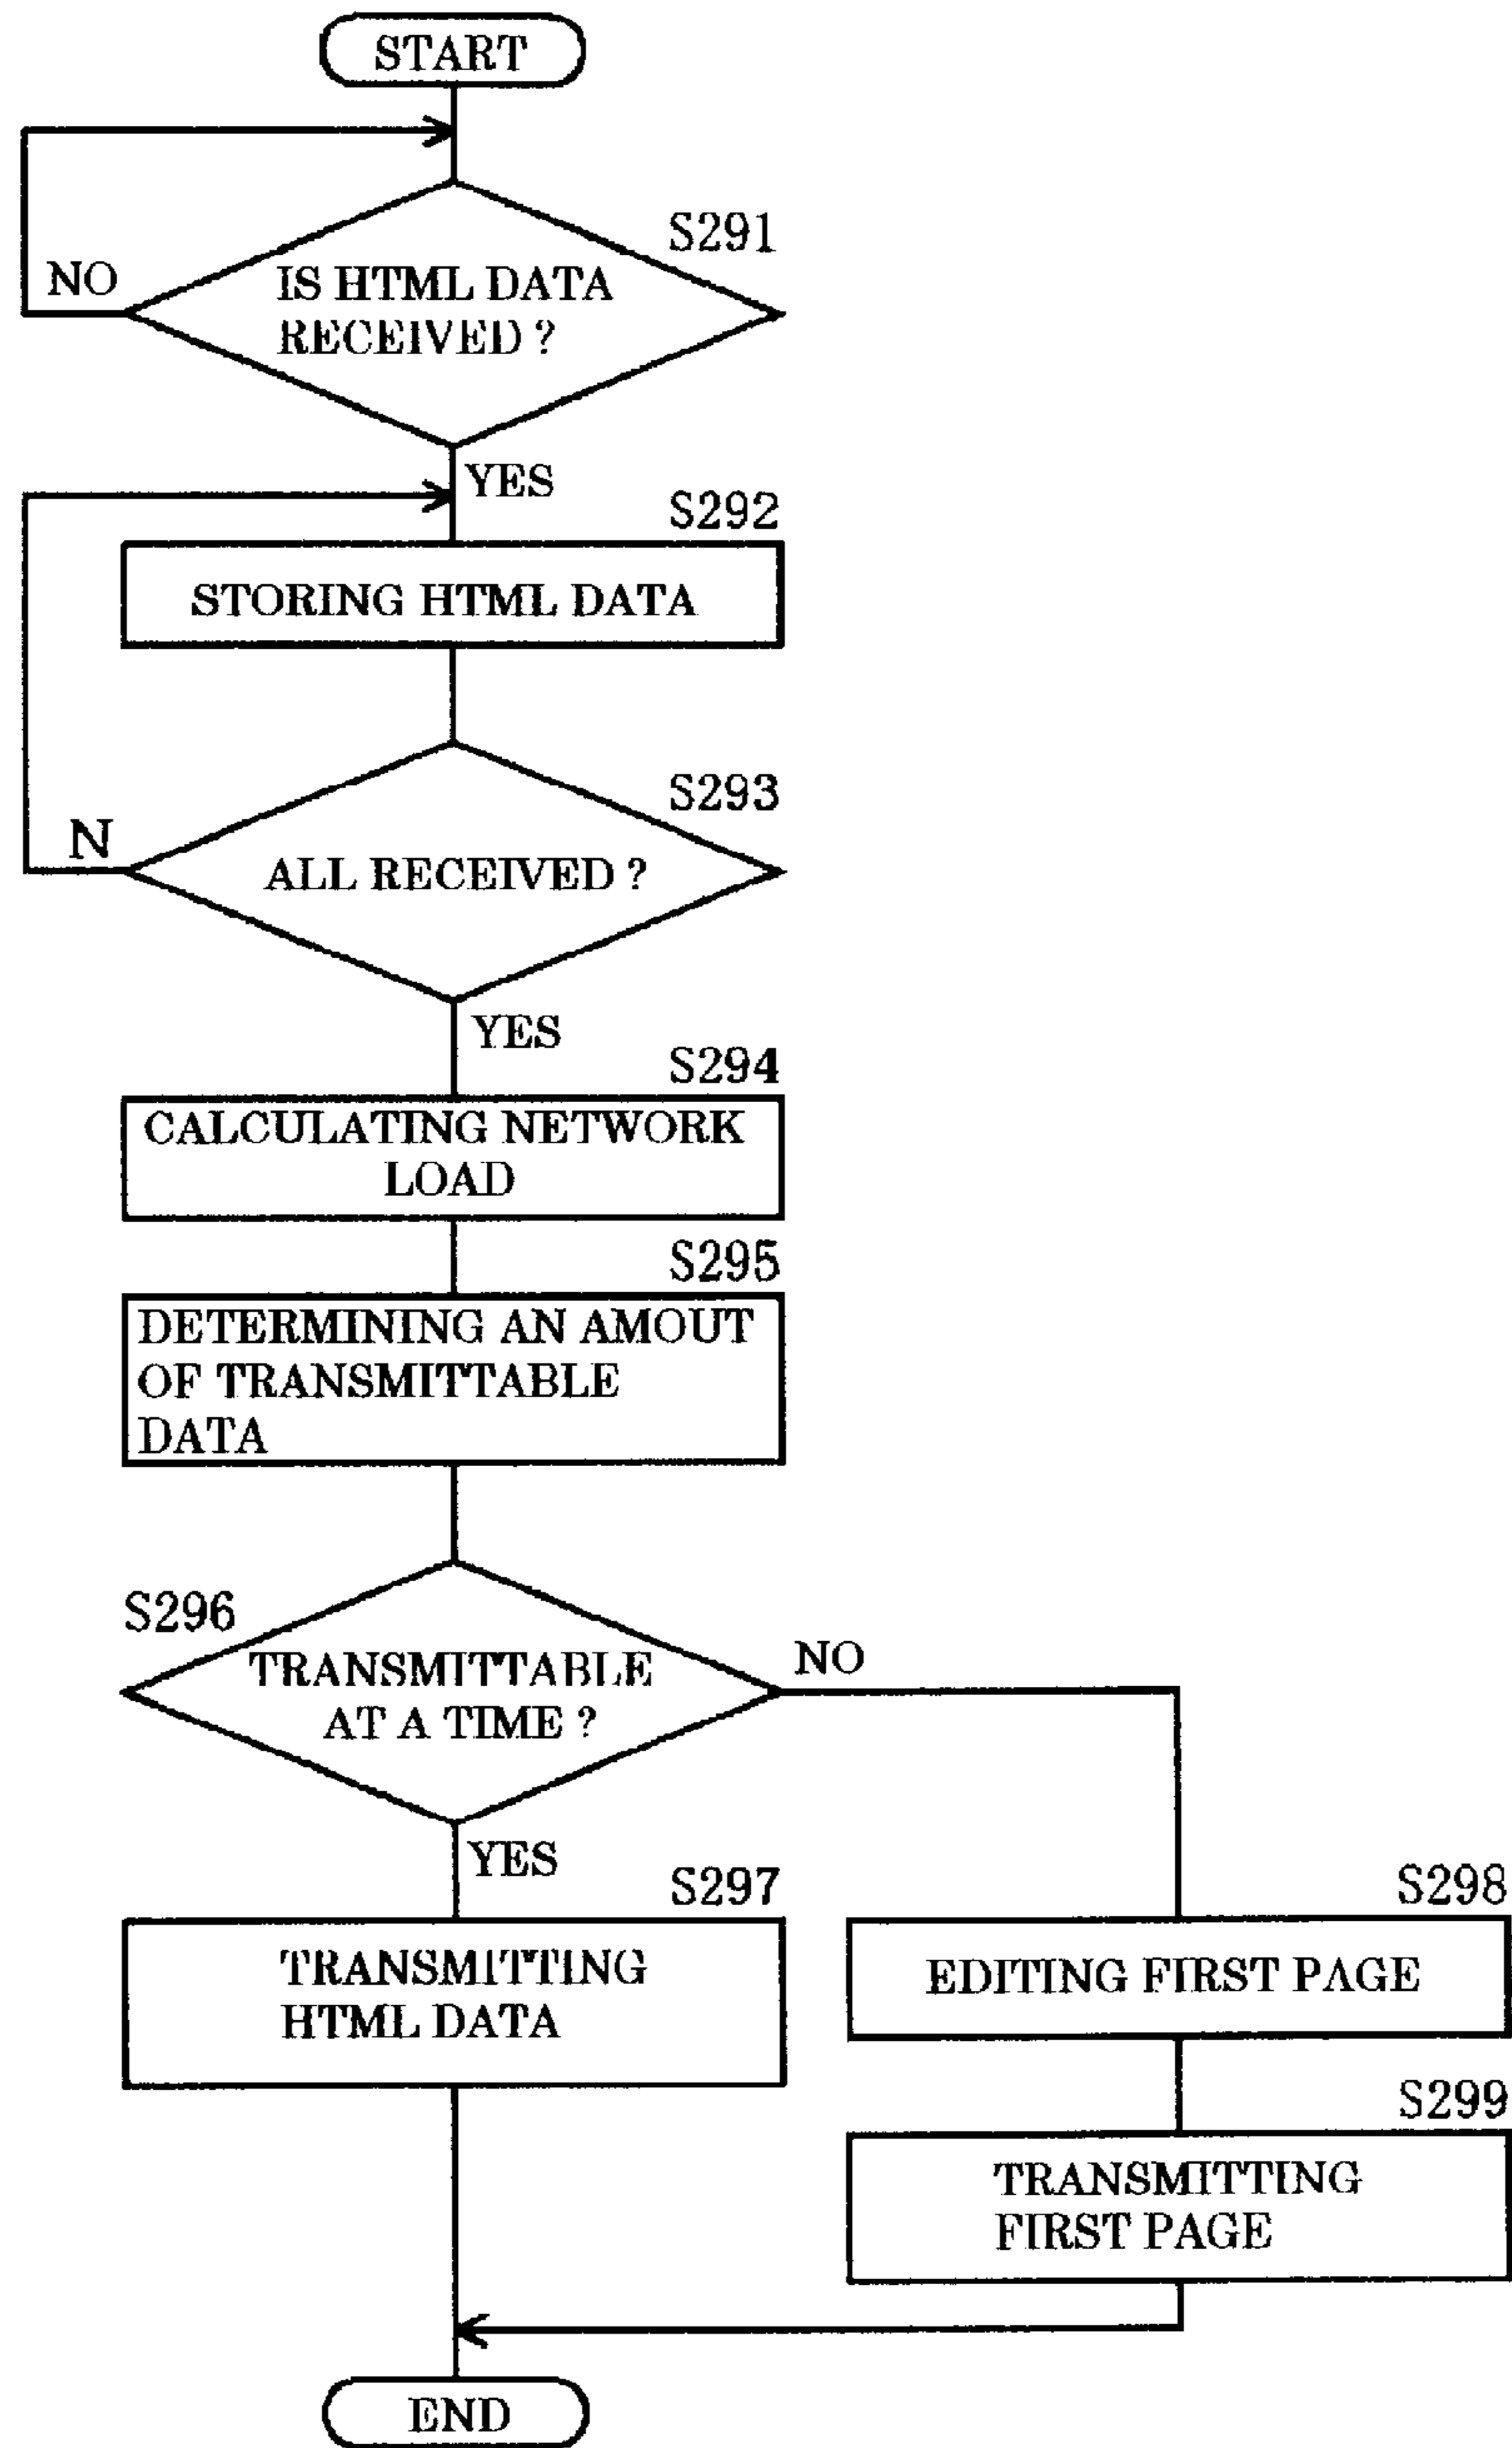 START
S291
NO
IS HTML DATA
RECEIVED ?
YES
S292
STORING HTML DATA
S293
N
ALL RECEIVED ?
YES
S294
CALCULATING NETWORK
LOAD
S295
DETERMINING AN AMOUT
OF TRANSMITTABLE
DATA
S296
NO
TRANSMITTABLE
AT A TIME ?
YES
S297
TRANSMITTING
HTML DATA
S298
EDITING FIRST PAGE
S299
TRANSMITTING
FIRST PAGE
END